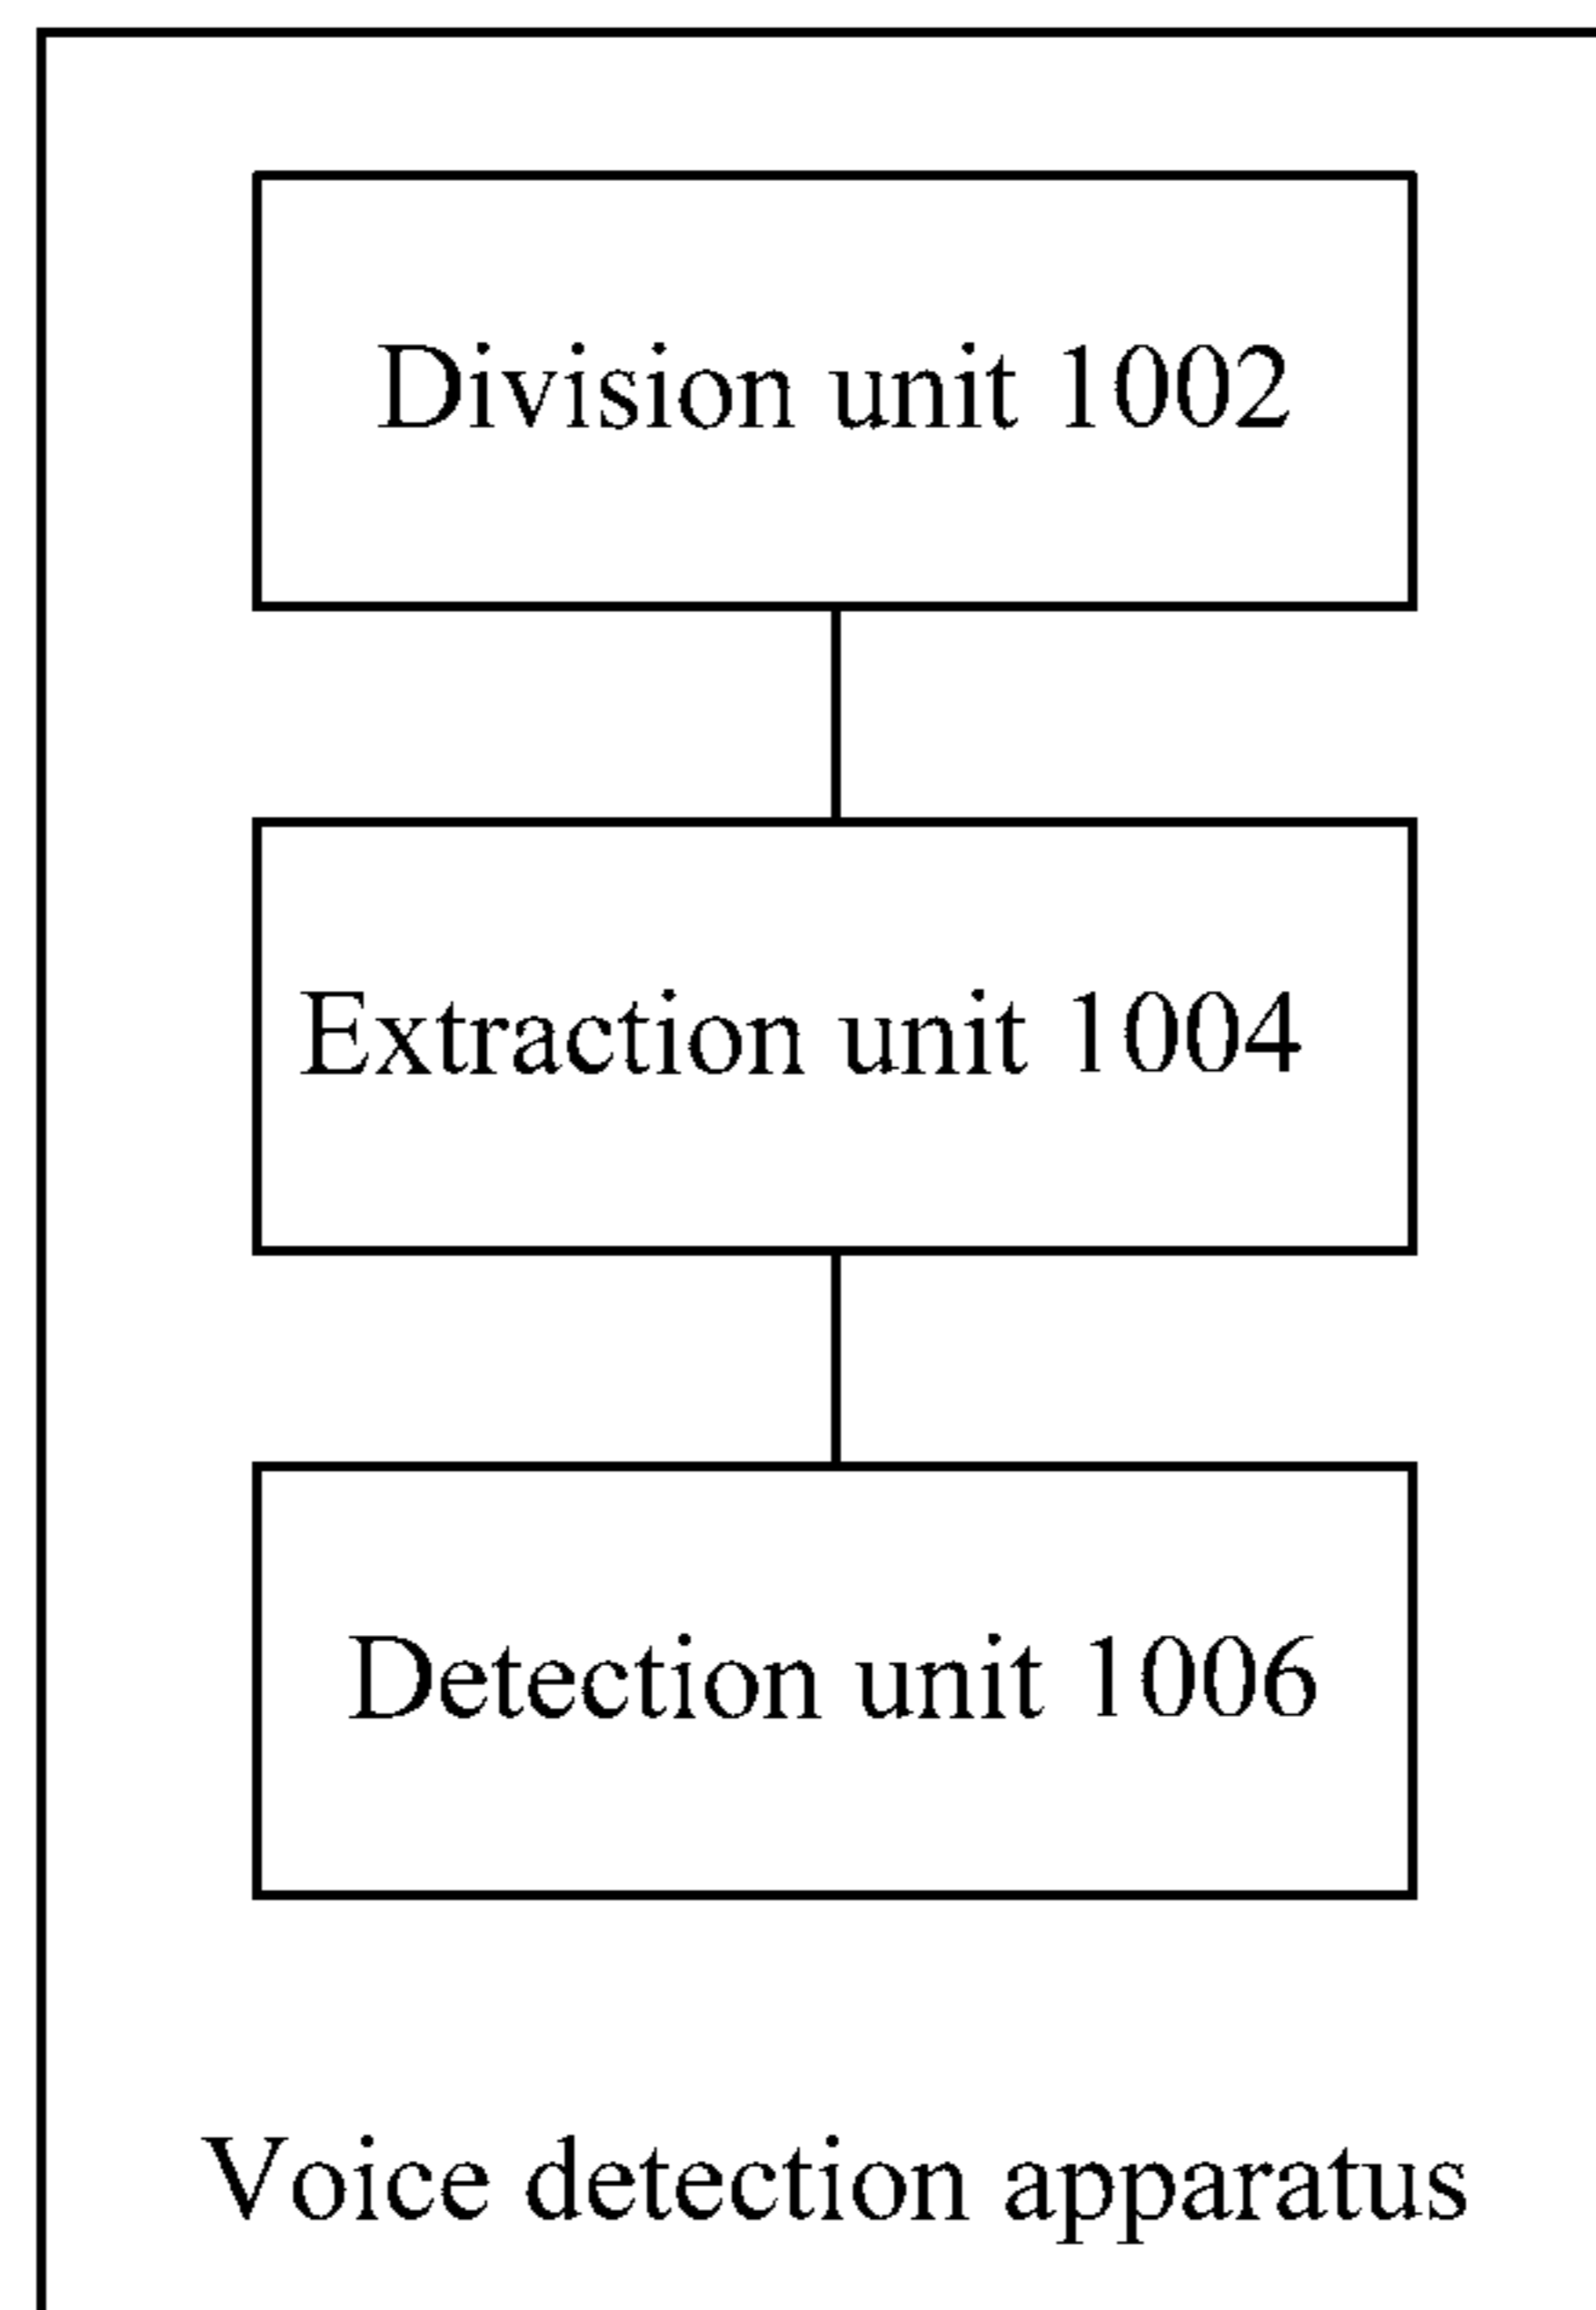 Division unit 1002
Extraction unit 1004
Detection unit 1006
Voice detection apparatus